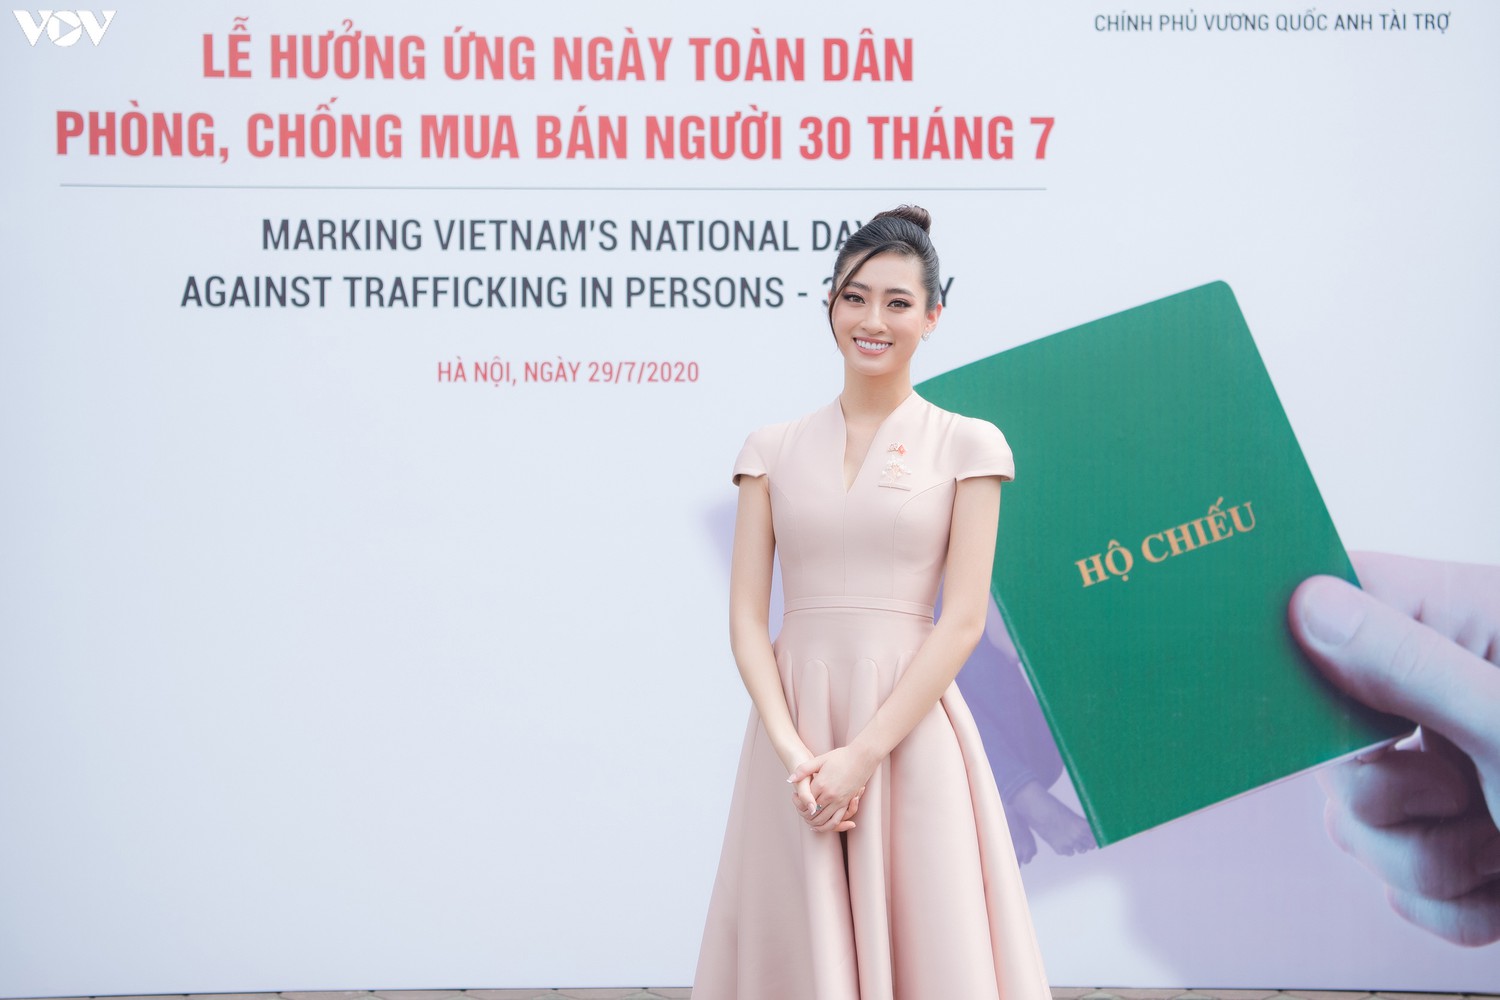 VOV
CHÍNH PHỦ VƯƠNG QUỐC ANH TÀI TRỢ
LỄ HƯỞNG ỨNG NGÀY TOÀN DÂN
PHÒNG, CHỐNG MUA BÁN NGƯỜI 30 THÁNG 7
MARKING VIETNAM'S NATIONAL DAY
AGAINST TRAFFICKING IN PERSONS -
HÀ NỘI, NGÀY 29/7/2020
HỘ CHIẾU